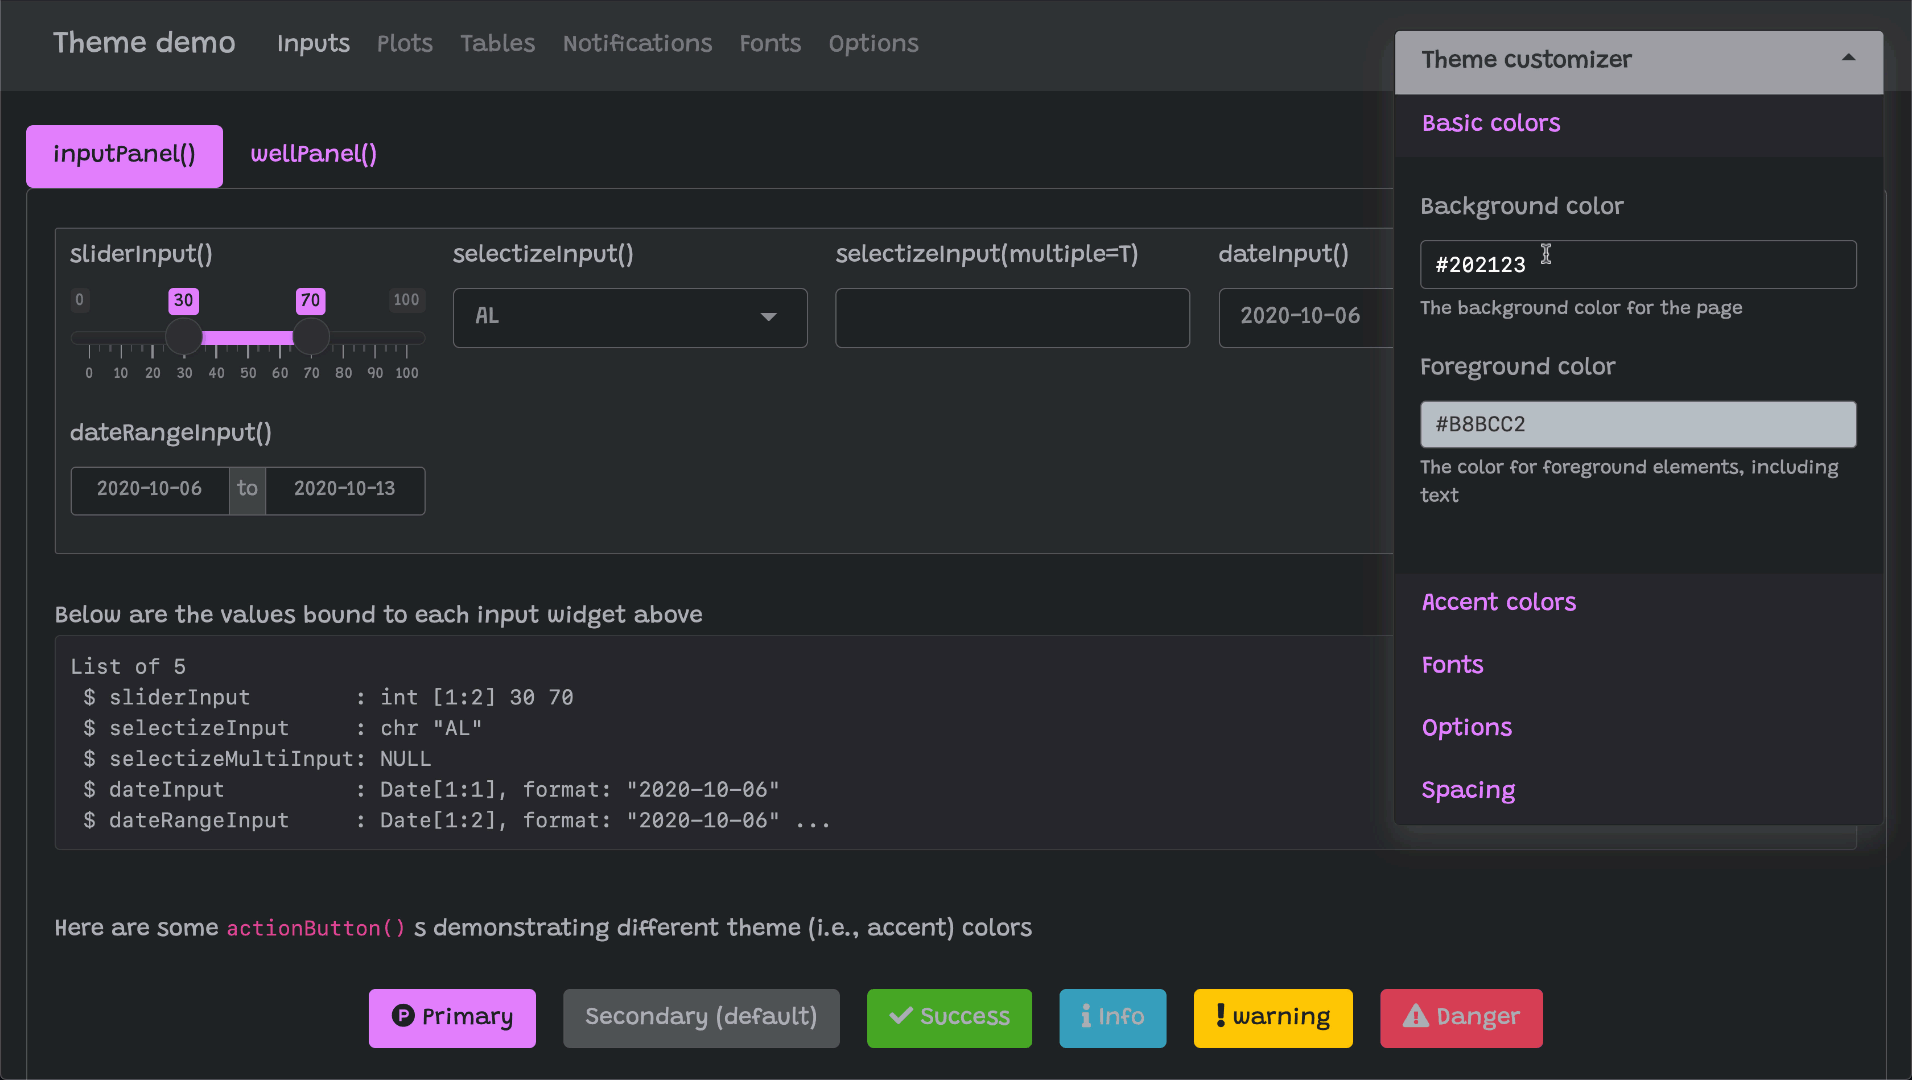 Theme demo Inputs Plots Tables Notifications Fonts Options
inputPanel() wellPanel()
sliderInput()
0 30 70 100
0 10 20 30 40 50 60 70 80 90 100
selectizeInput()
AL
selectizeInput(multiple=T)
dateInput()
2020-10-06
dateRangeInput()
2020-10-06 to 2020-10-13
Below are the values bound to each input widget above
List of 5
$ sliderInput : int [1:2] 30 70
$ selectizeInput : chr "AL"
$ selectizeMultiInput: NULL
$ dateInput : Date[1:1], format: "2020-10-06"
$ dateRangeInput : Date[1:2], format: "2020-10-06" ...
Here are some actionButton() s demonstrating different theme (i.e., accent) colors
P Primary Secondary (default) Success Info warning Danger
Theme customizer
Basic colors
Background color
#202123
The background color for the page
Foreground color
#B8BCC2
The color for foreground elements, including
text
Accent colors
Fonts
Options
Spacing